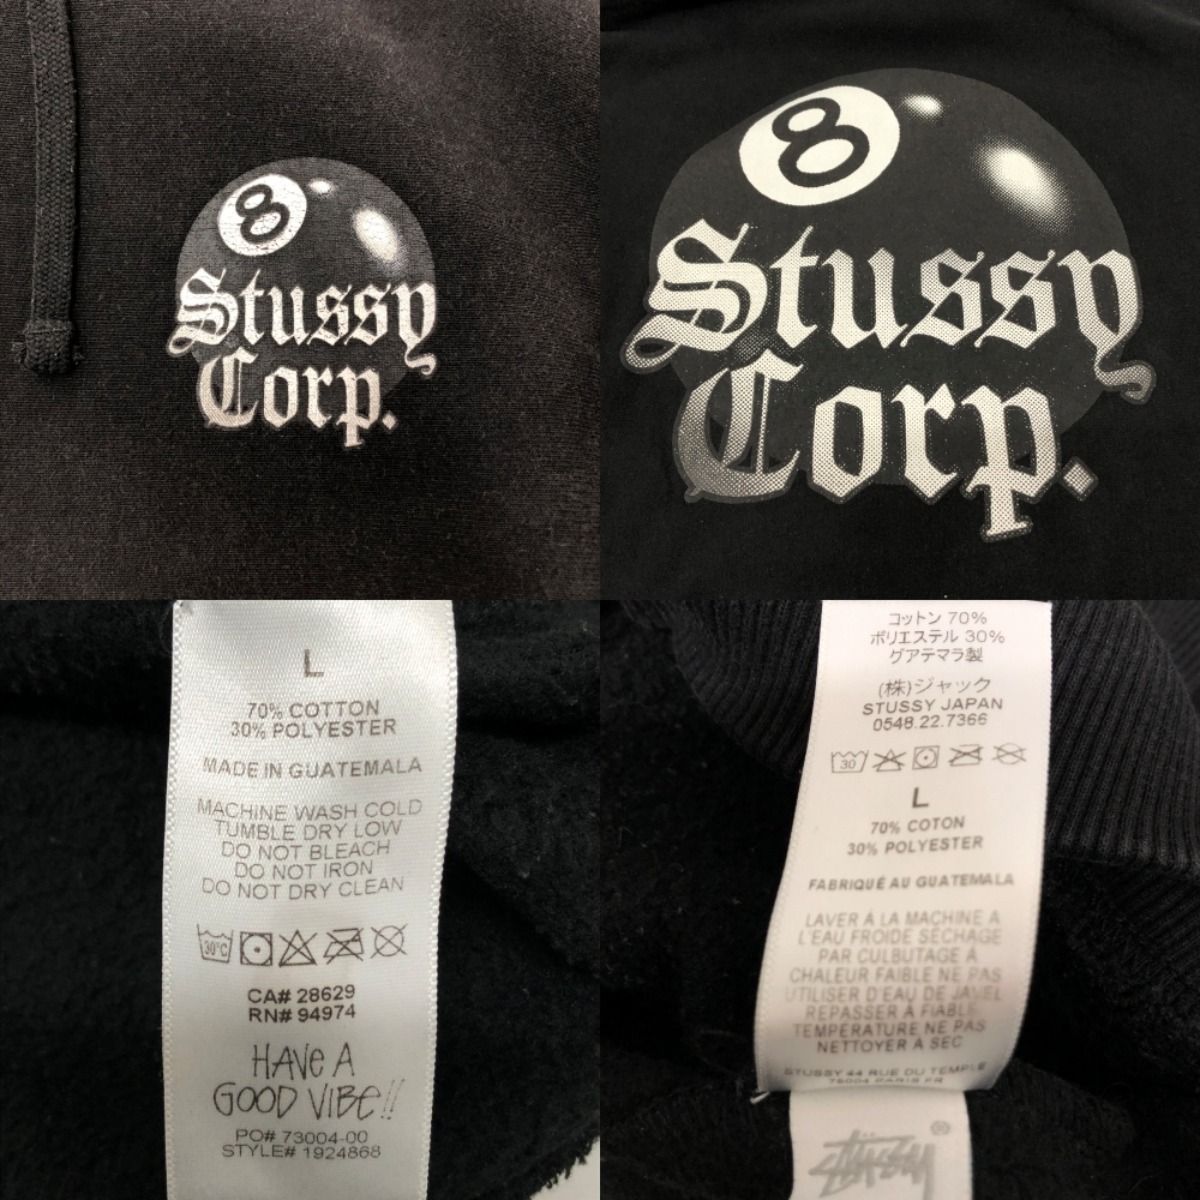 8
Stussy
Corp.
8
Stussy
Corp.
L
70% COTTON
30% POLYESTER
MADE IN GUATEMALA
MACHINE WASH COLD
TUMBLE DRY LOW
DO NOT BLEACH
DO NOT IRON
DO NOT DRY CLEAN
30°C
CA# 28629
RN# 94974
HAVE A
GOOD VIBE!!
PO# 73004-00
STYLE# 1924868
コットン 70%
ポリエステル 30%
グアテマラ製
(株)ジャック
STUSSY JAPAN
0548.22.7366
30
L
70% COTON
30% POLYESTER
FABRIQUÉ AU GUATEMALA
LAVER À LA MACHINE A
L'EAU FROIDE SÉCHAGE
PAR CULBUTAGE À
CHALEUR FAIBLE NE PAS
UTILISER D'EAU DE JAVEL
REPASSER À FIABLE
TEMPERATURE NE PAS
NETTOYER A SEC
STUSSY 44 RUE DU TEMPLE
75004 PARIS FR
STÜSSY ®